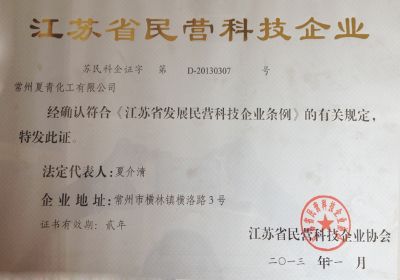 江苏省民营科技企业
苏民科企证字 第 D-20130307 号
常州夏青化工有限公司
经确认符合《江苏省发展民营科技企业条例》的有关规定，
特发此证。
法定代表人：夏介清
企业地址：常州市横林镇横洛路3号
证书有效期：贰年
江苏省民营科技企业协会
二〇一三年十一月